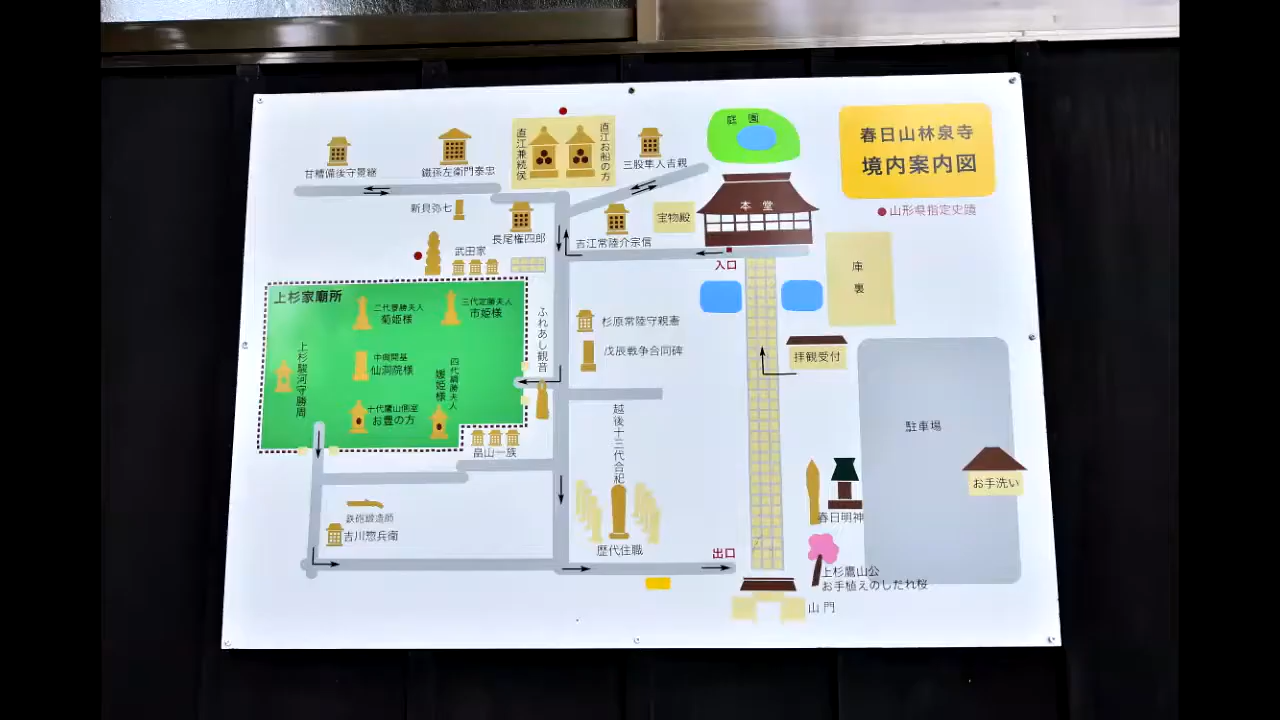 春日山林泉寺
境内案内図
山形県指定史蹟
庭園
本堂
宝物殿
入口
庫裏
拝観受付
駐車場
お手洗い
春日明神
上杉鷹山公
お手植えのしたれ桜
山門
出口
直江兼続侯
直江お船の方
三股隼人吉親
甘糟備後守景継
鐵孫左衛門泰忠
新貝弥七
長尾権四郎
吉江常陸介宗信
武田家
上杉家廟所
二代景勝夫人
菊姫様
三代定勝夫人
市姫様
上杉駿河守勝周
中興開基
仙洞院様
四代綱勝夫人
媛姫様
十代鷹山側室
お豊の方
ふれあし観音
杉原常陸守親憲
戊辰戦争合同碑
畠山一族
越後十三代合祀
歴代住職
鉄砲鍛造師
吉川惣兵衛